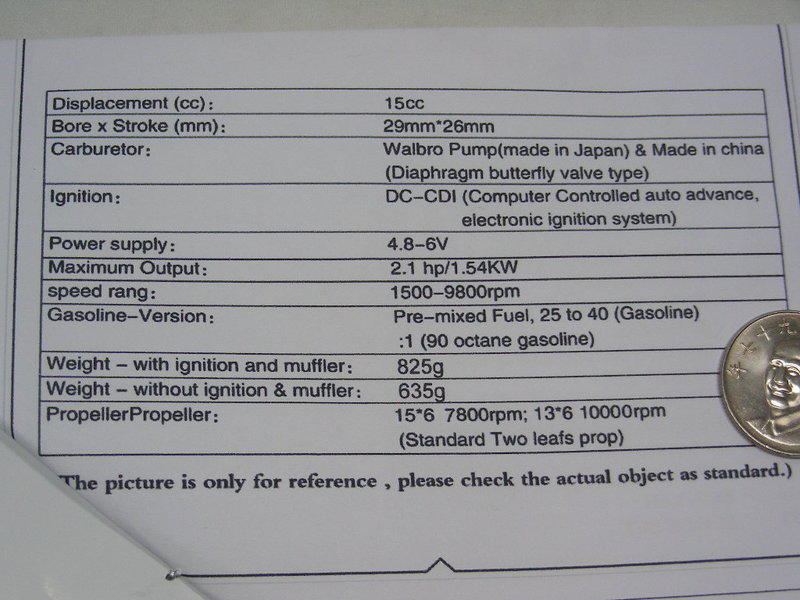 Displacement (cc): 15cc
Bore x Stroke (mm): 29mm*26mm
Carburetor: Walbro Pump(made in Japan) & Made in china
(Diaphragm butterfly valve type)
Ignition: DC-CDI (Computer Controlled auto advance,
electronic ignition system)
Power supply: 4.8-6V
Maximum Output: 2.1 hp/1.54KW
speed rang: 1500-9800rpm
Gasoline-Version: Pre-mixed Fuel, 25 to 40 (Gasoline)
:1 (90 octane gasoline)
Weight - with ignition and muffler: 825g
Weight - without ignition & muffler: 635g
PropellerPropeller: 15*6 7800rpm; 13*6 10000rpm
(Standard Two leafs prop)
The picture is only for reference , please check the actual object as standard.)